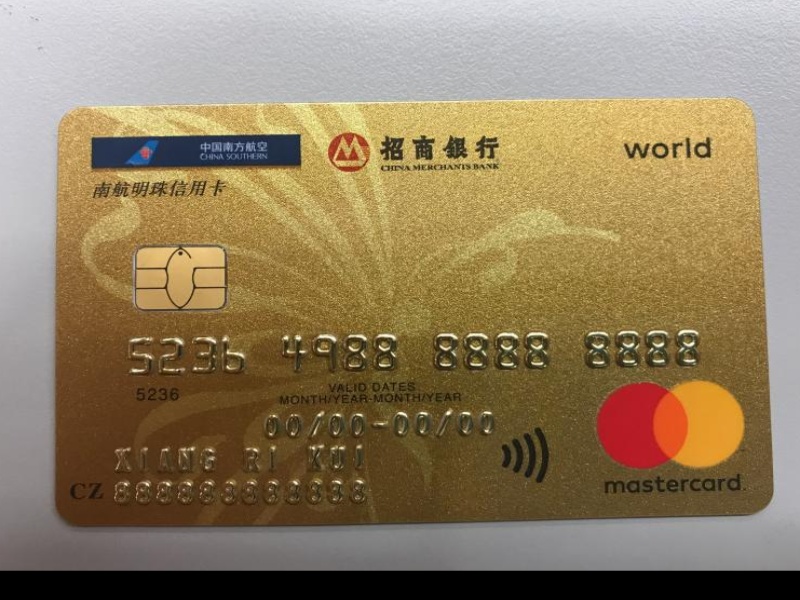 中国南方航空
CHINA SOUTHERN
招商银行
CHINA MERCHANTS BANK
world
南航明珠信用卡
5236 4988 8888 8888
5236
VALID DATES
MONTH/YEAR-MONTH/YEAR
00/00-00/00
XIANG RI KUI
CZ 888888888888
mastercard